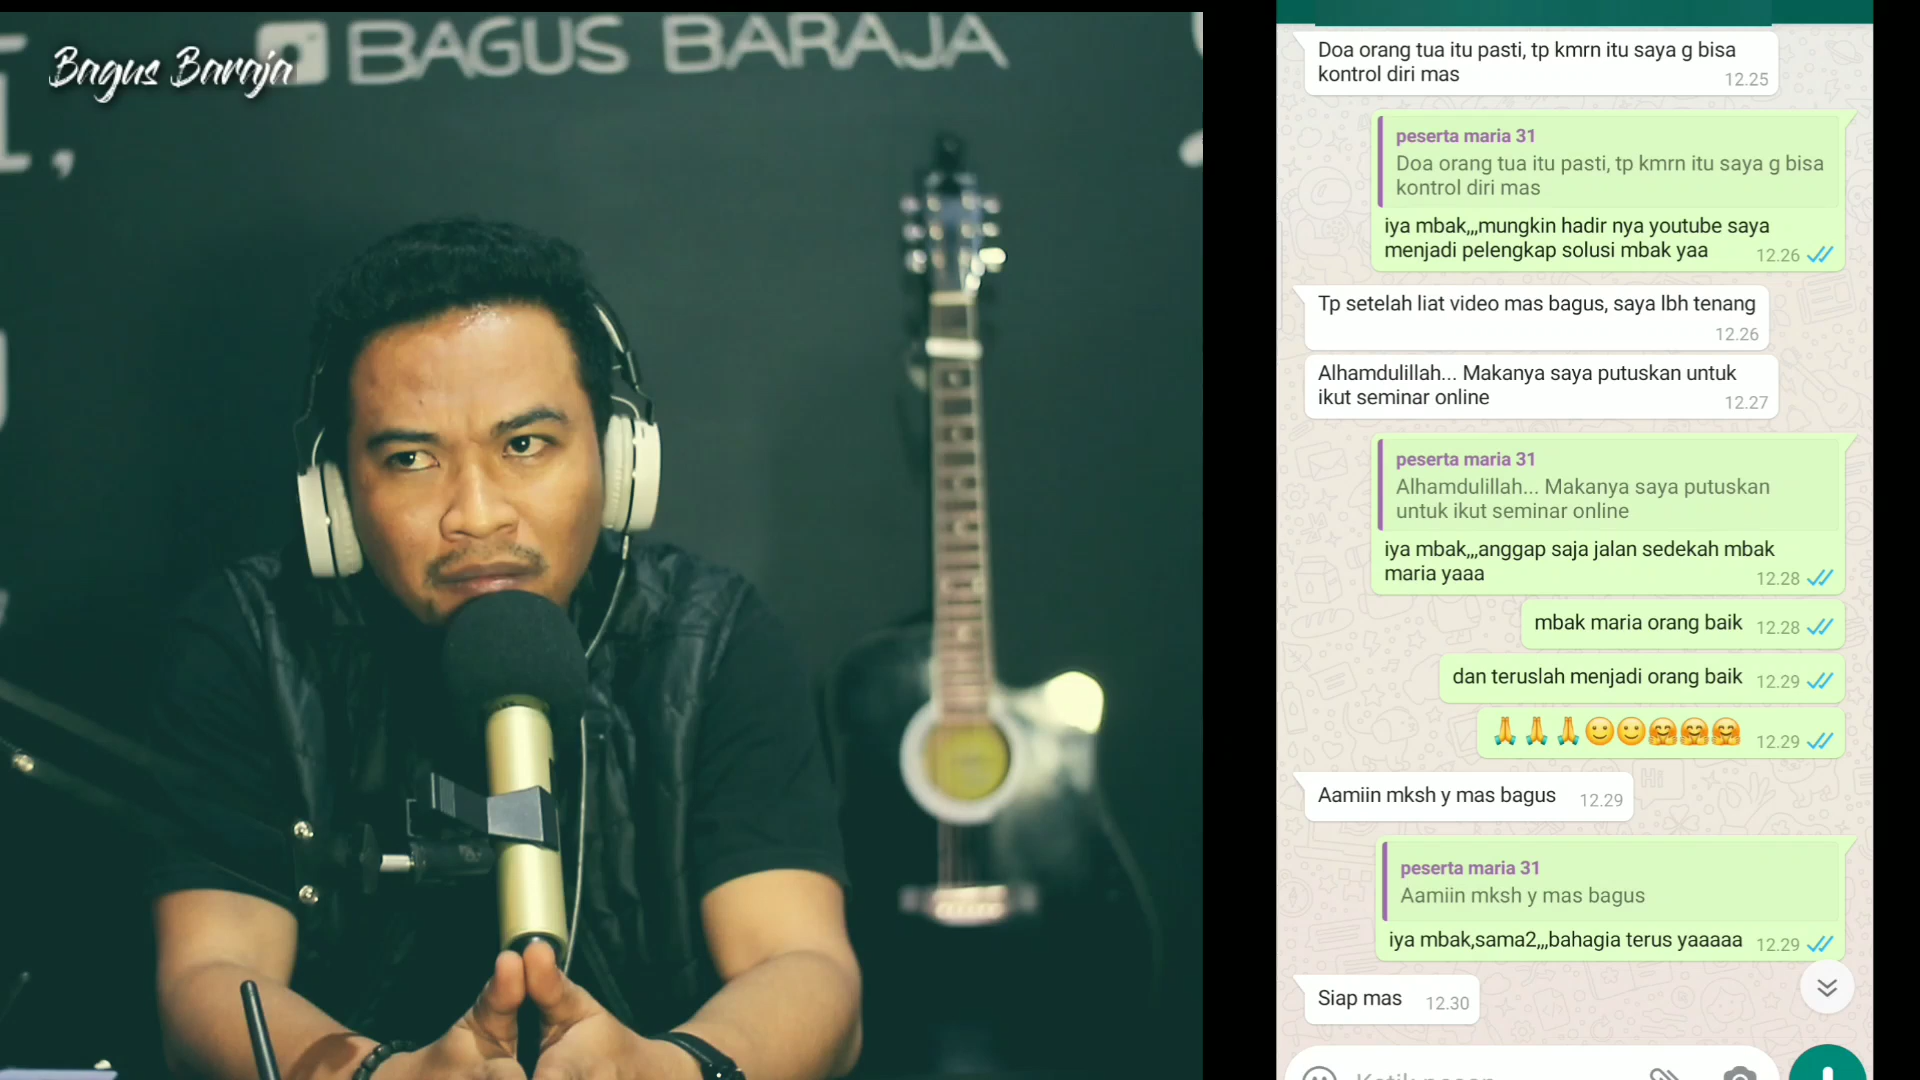 Bagus Baraja
BAGUS BARAJA
Doa orang tua itu pasti, tp kmrn itu saya g bisa
kontrol diri mas
12.25
peserta maria 31
Doa orang tua itu pasti, tp kmrn itu saya g bisa
kontrol diri mas
iya mbak,,,mungkin hadir nya youtube saya
menjadi pelengkap solusi mbak yaa
12.26
Tp setelah liat video mas bagus, saya lbh tenang
12.26
Alhamdulillah... Makanya saya putuskan untuk
ikut seminar online
12.27
peserta maria 31
Alhamdulillah... Makanya saya putuskan
untuk ikut seminar online
iya mbak,,,anggap saja jalan sedekah mbak
maria yaaa
12.28
mbak maria orang baik 12.28
dan teruslah menjadi orang baik 12.29
🙏🙏🙏🙂🙂🤗🤗🤗 12.29
Aamiin mksh y mas bagus 12.29
peserta maria 31
Aamiin mksh y mas bagus
iya mbak,sama2,,,bahagia terus yaaaaa 12.29
Siap mas 12.30
Ketik pesan